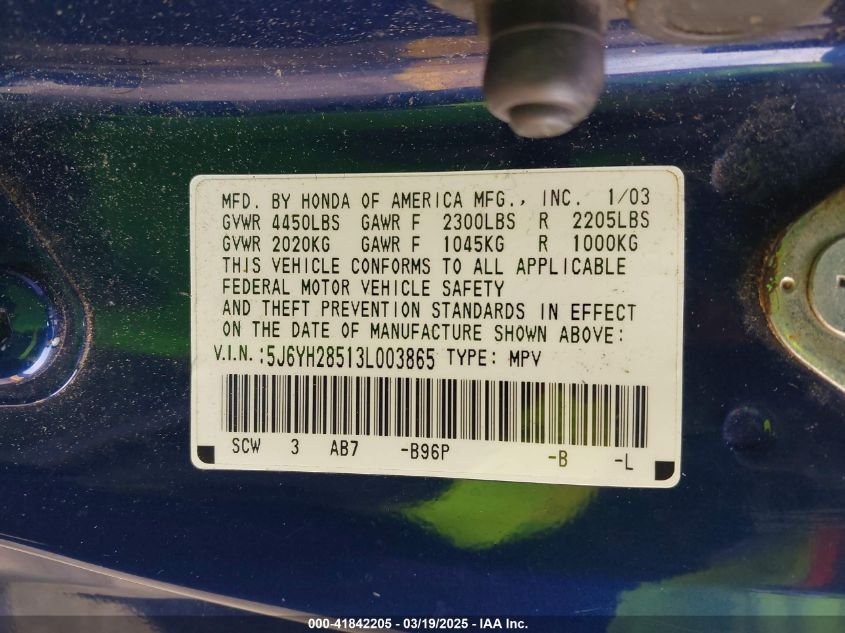 MFD. BY HONDA OF AMERICA MFG., INC. 1/03
GVWR 4450LBS GAWR F 2300LBS R 2205LBS
GVWR 2020KG GAWR F 1045KG R 1000KG
THIS VEHICLE CONFORMS TO ALL APPLICABLE
FEDERAL MOTOR VEHICLE SAFETY
AND THEFT PREVENTION STANDARDS IN EFFECT
ON THE DATE OF MANUFACTURE SHOWN ABOVE:
V.I.N.:5J6YH28513L003865 TYPE: MPV
SCW 3 AB7 -B96P -B -L
000-41842205 - 03/19/2025 - IAA Inc.